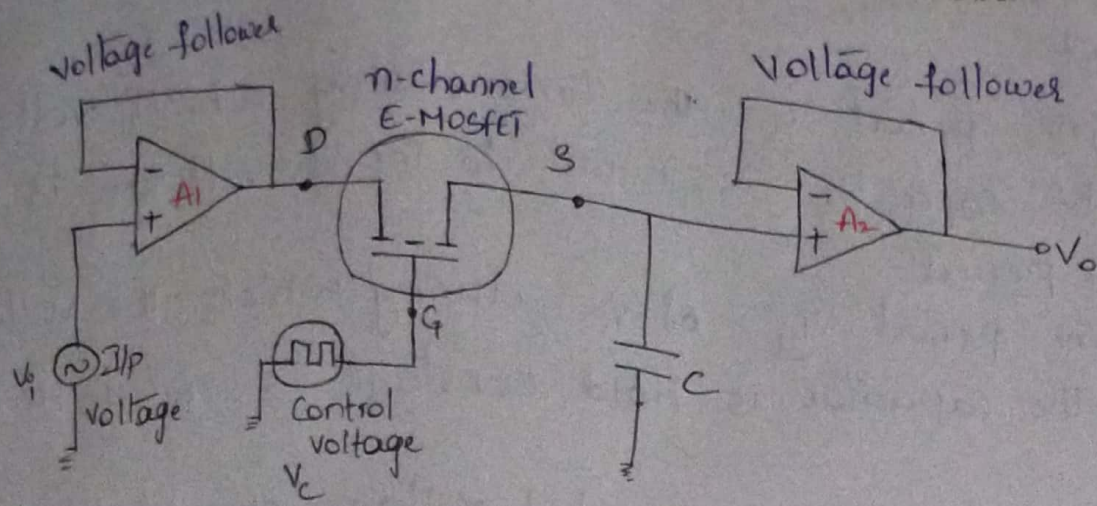 voltage follower
n-channel
E-MOSFET
Voltage follower
D
S
-
A1
+
-
A2
+
Vo
G
Vi
I/P
voltage
Control
voltage
Vc
C